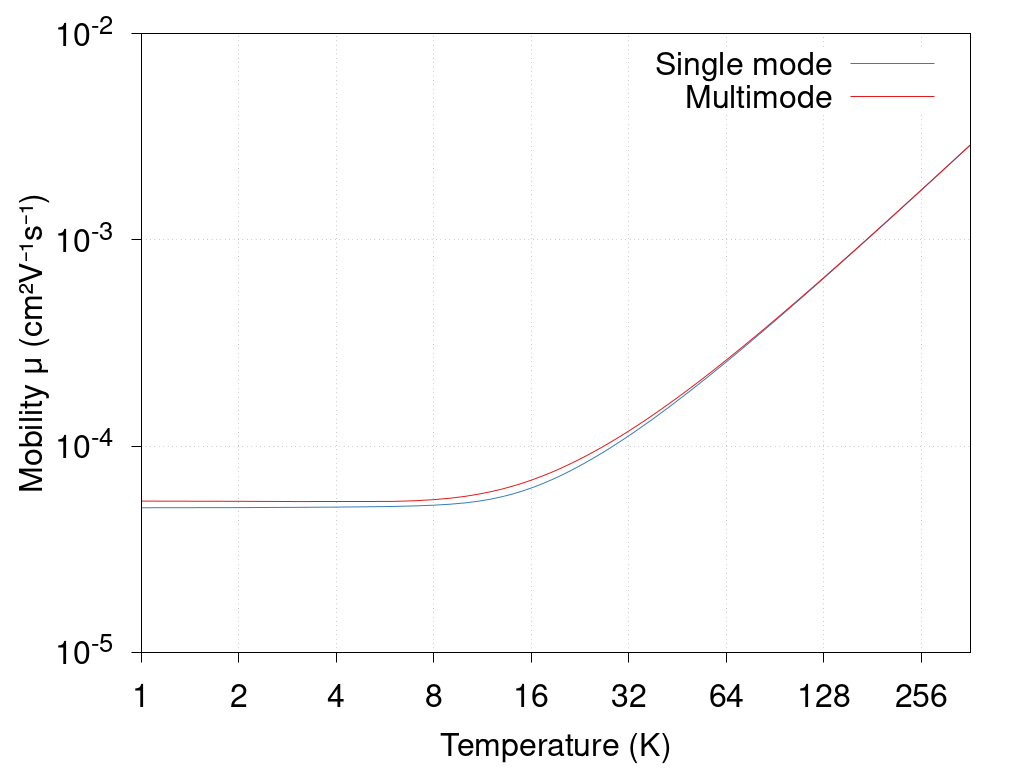 10⁻²
10⁻³
10⁻⁴
10⁻⁵
Mobility μ (cm²V⁻¹s⁻¹)
Single mode
Multimode
1 2 4 8 16 32 64 128 256
Temperature (K)